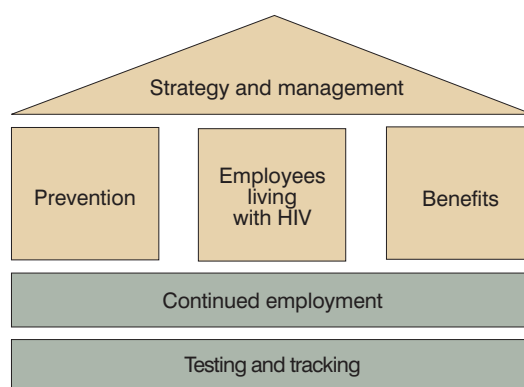 Strategy and management
Prevention
Employees
living
with HIV
Benefits
Continued employment
Testing and tracking